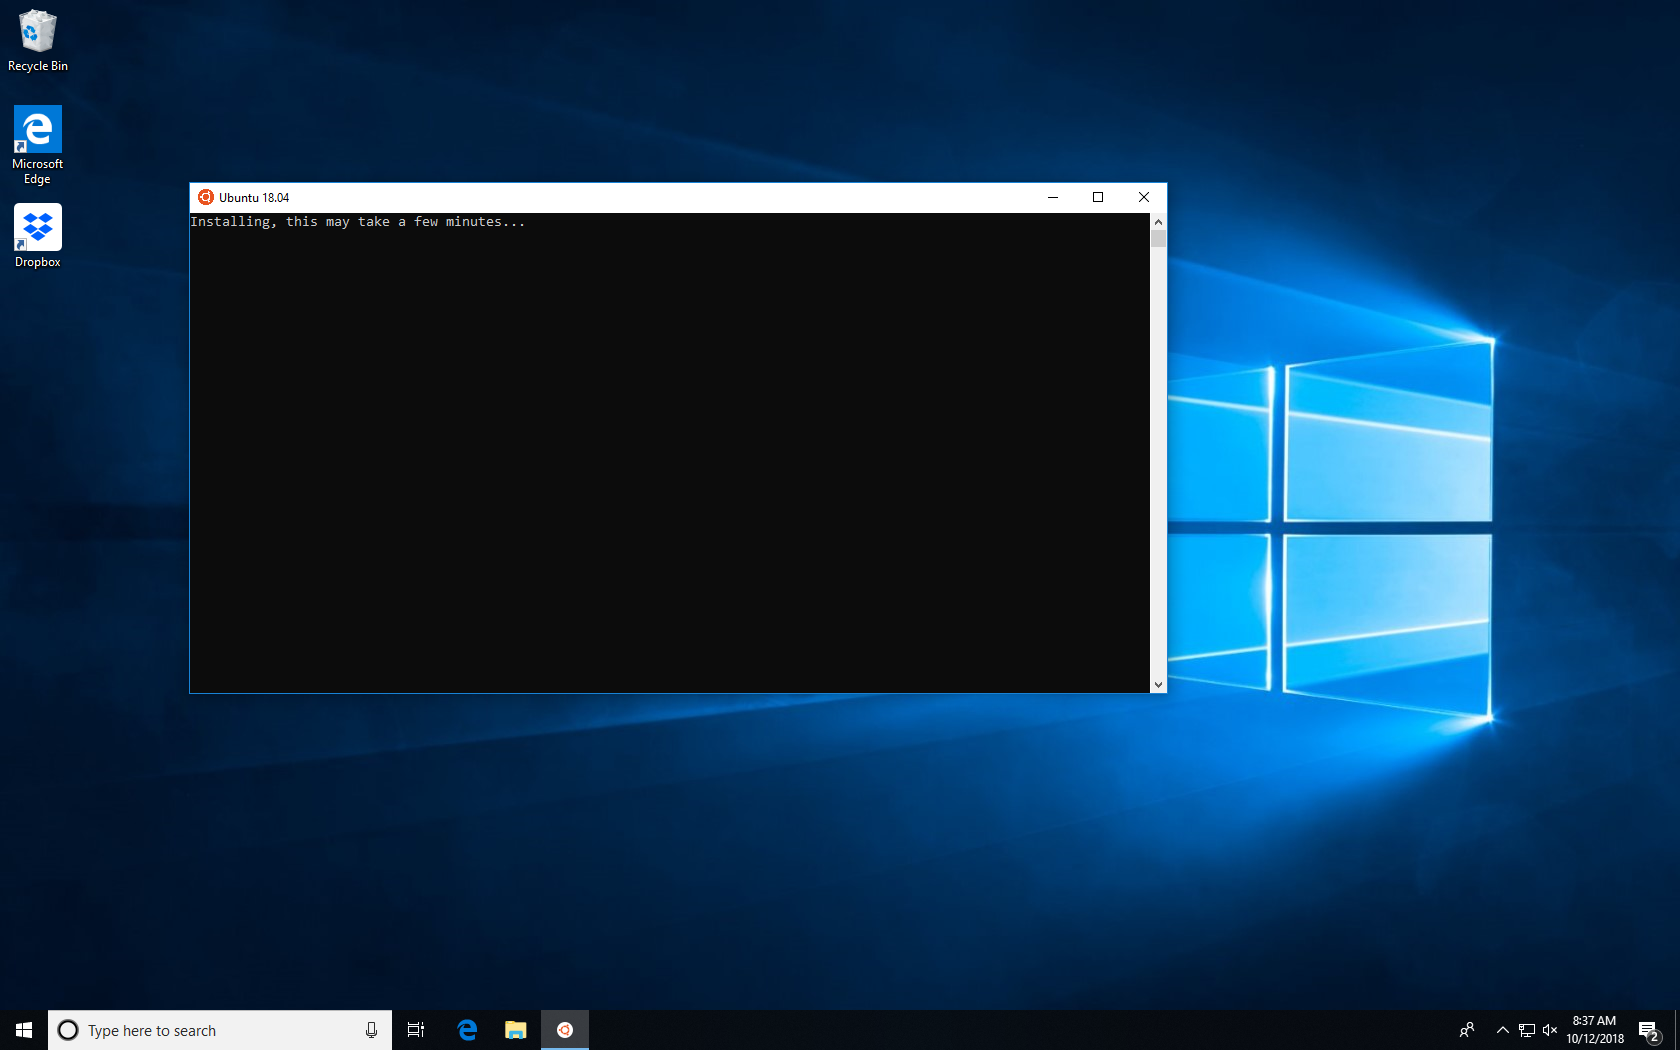 Recycle Bin
Microsoft
Edge
Dropbox
Ubuntu 18.04
Installing, this may take a few minutes...
Type here to search
8:37 AM
10/12/2018
2